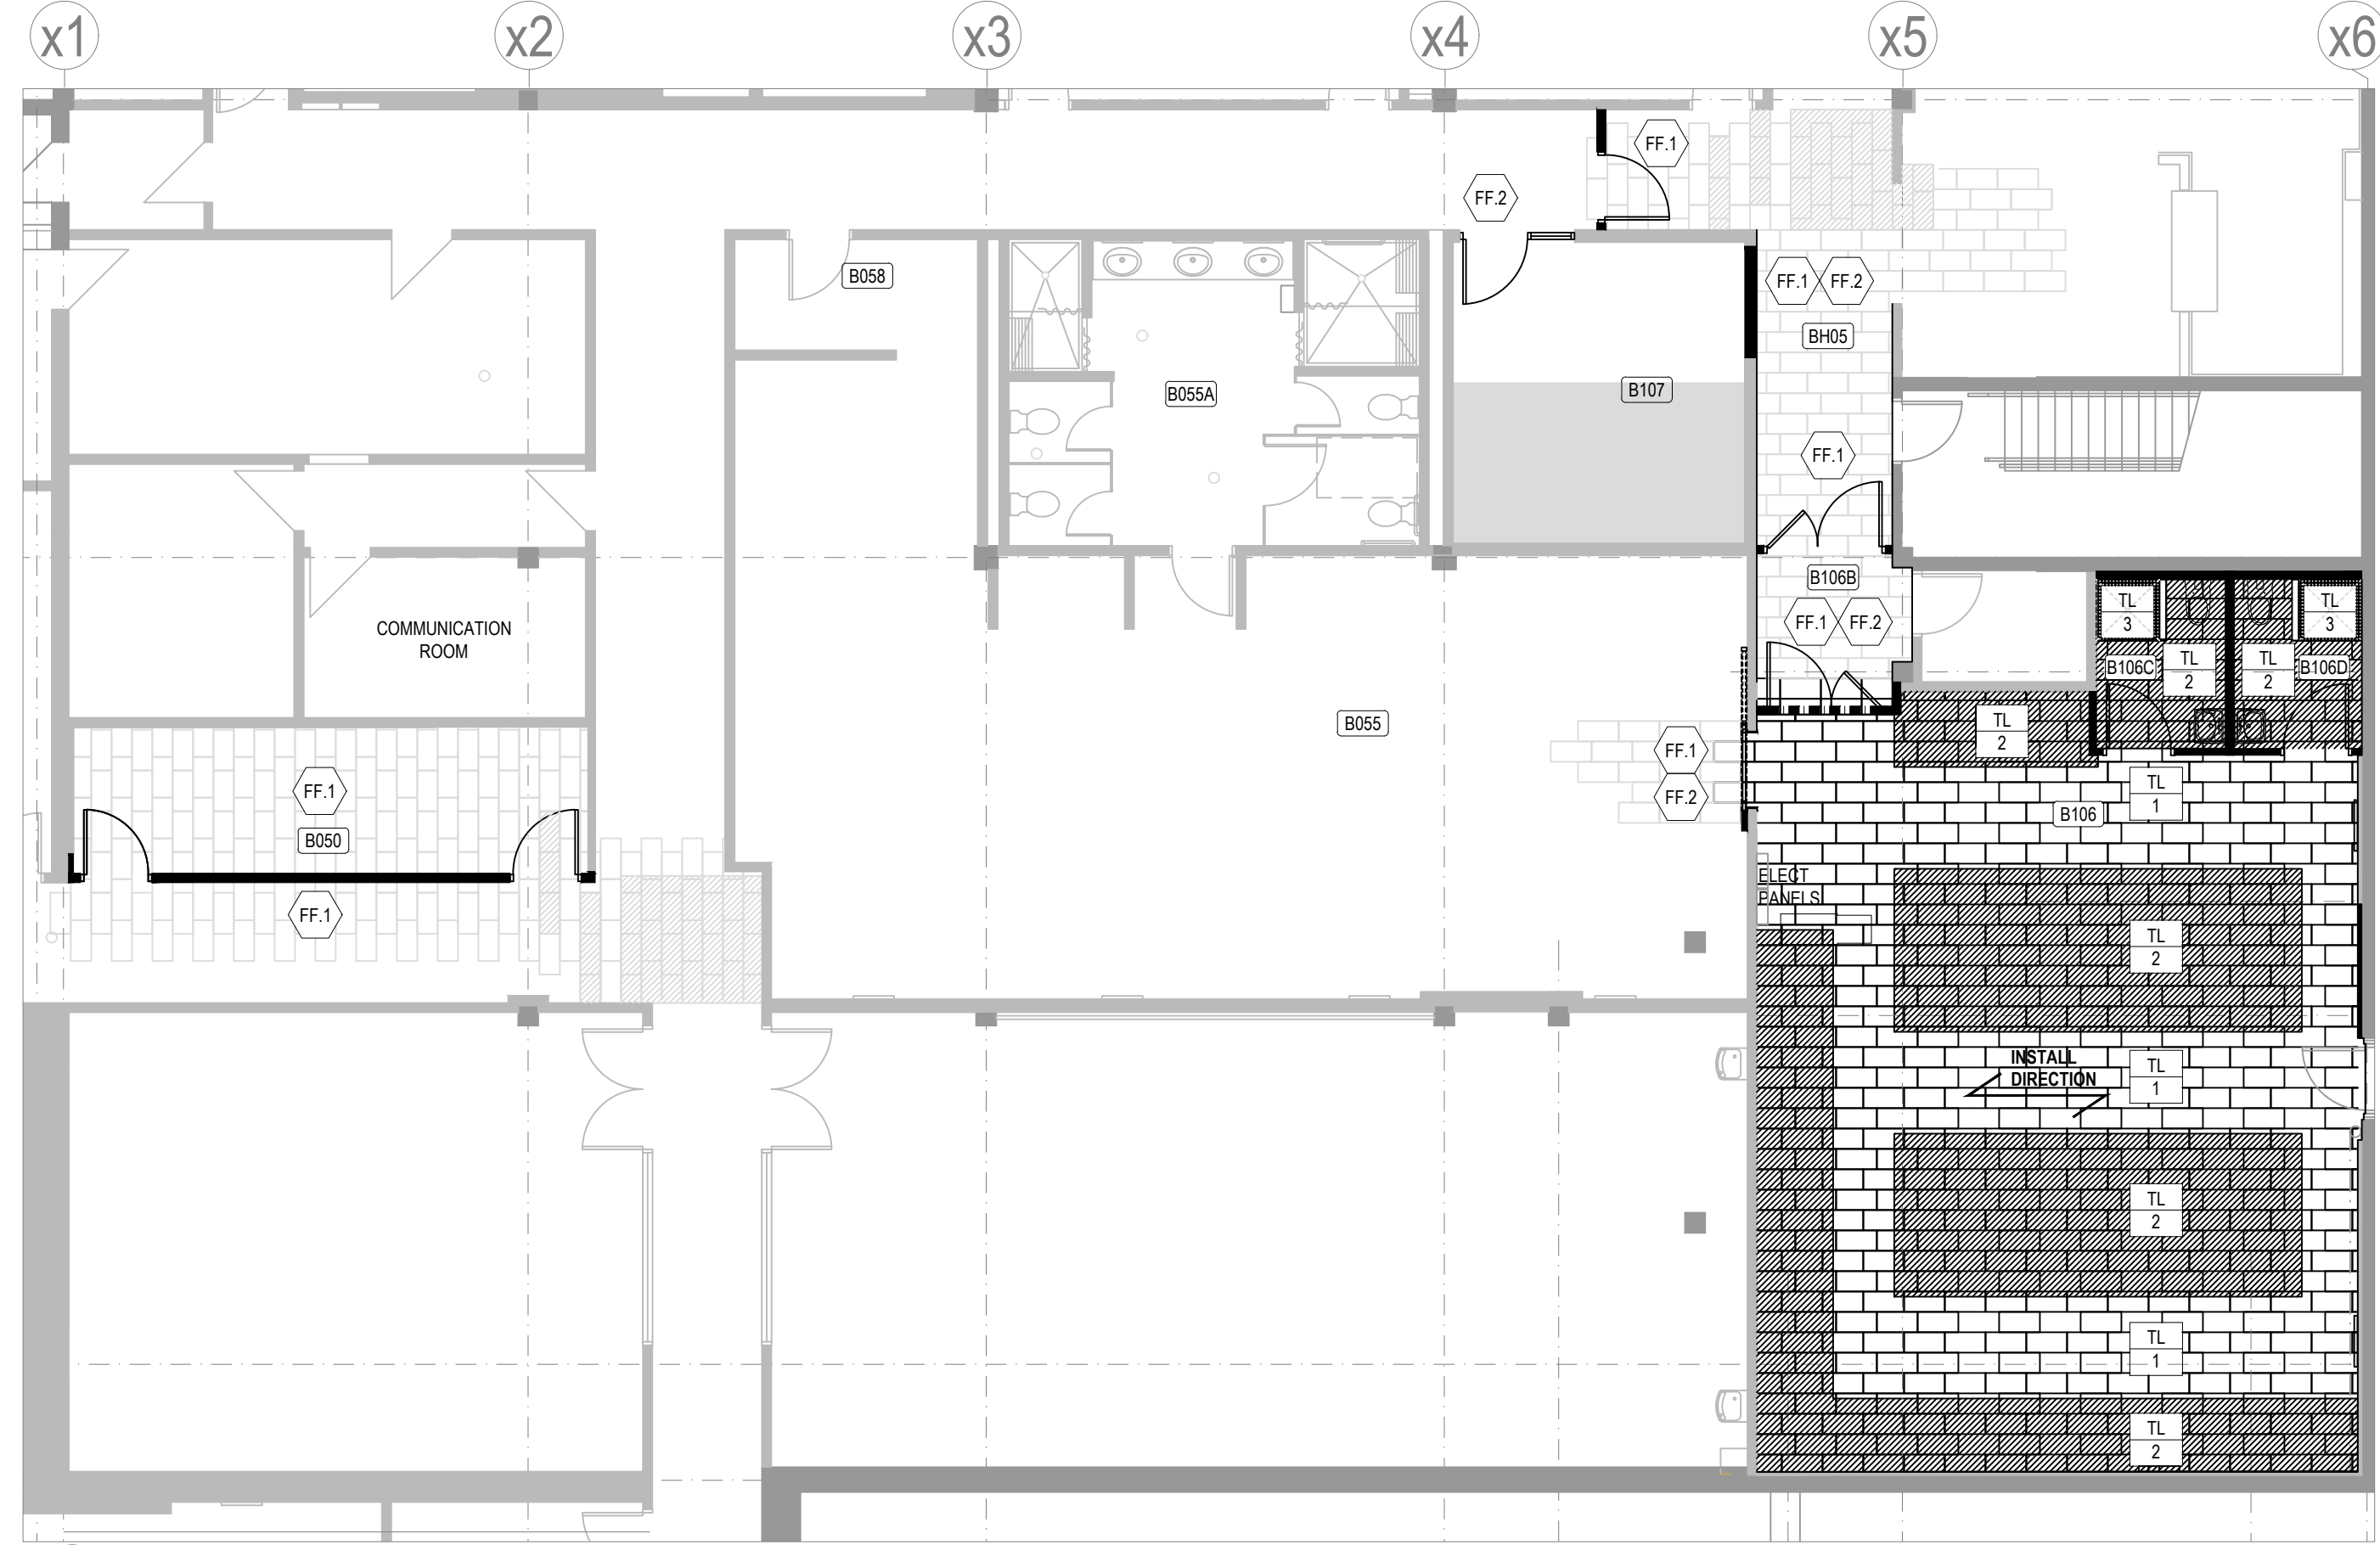 x1
x2
x3
x4
x5
x6
FF.1
FF.2
B058
FF.1
FF.2
BH05
B055A
B107
FF.1
B106B
FF.1
FF.2
COMMUNICATION
ROOM
TL
3
TL
3
B106C
TL
2
TL
2
B106D
B055
TL
2
FF.1
FF.2
FF.1
B050
TL
1
B106
ELECT
PANELS
FF.1
TL
2
INSTALL
DIRECTION
TL
1
TL
2
TL
1
TL
2